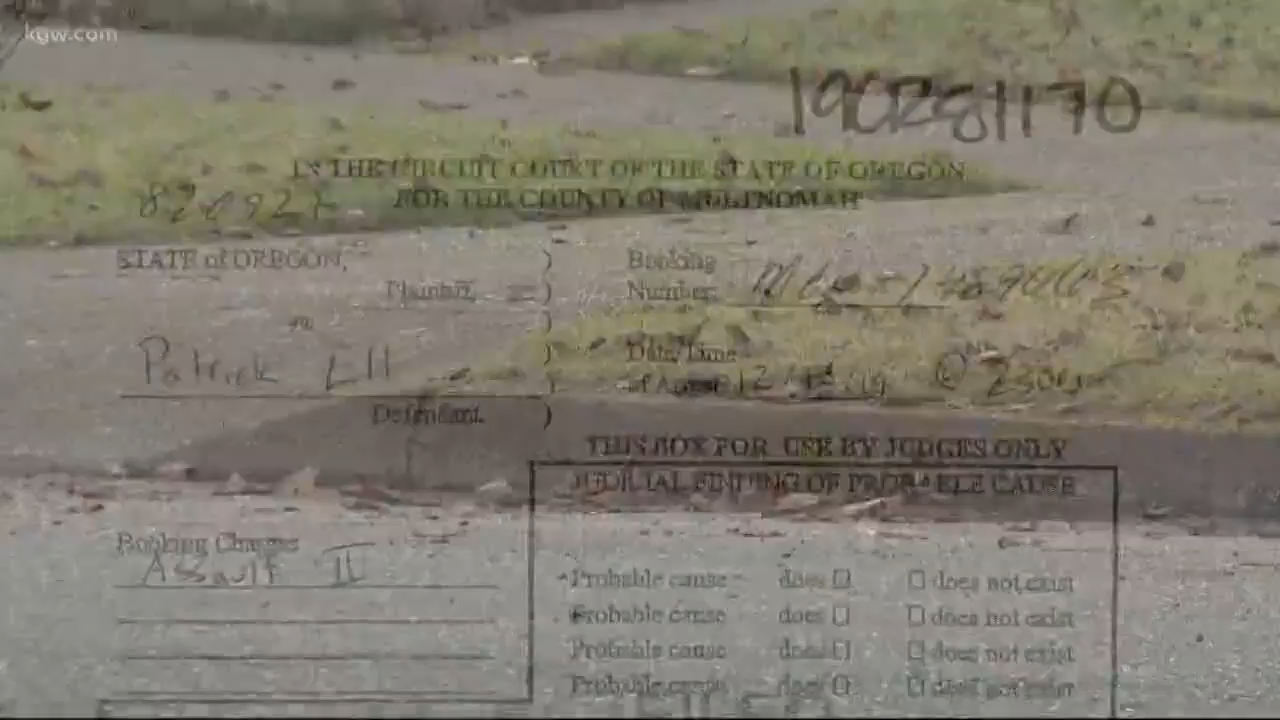 kgw.com
19CR81170
IN THE CIRCUIT COURT OF THE STATE OF OREGON
FOR THE COUNTY OF MULTNOMAH
STATE of OREGON, )
Plaintiff, )
vs )
Patrick )
Defendant. )
Booking
Number:
Date/Time
of Arrest @
THIS BOX FOR USE BY JUDGES ONLY
JUDICIAL FINDING OF PROBABLE CAUSE
Booking Charges
Assault II
Probable cause does ☐ ☐ does not exist
Probable cause does ☐ ☐ does not exist
Probable cause does ☐ ☐ does not exist
Probable cause does ☐ ☐ does not exist